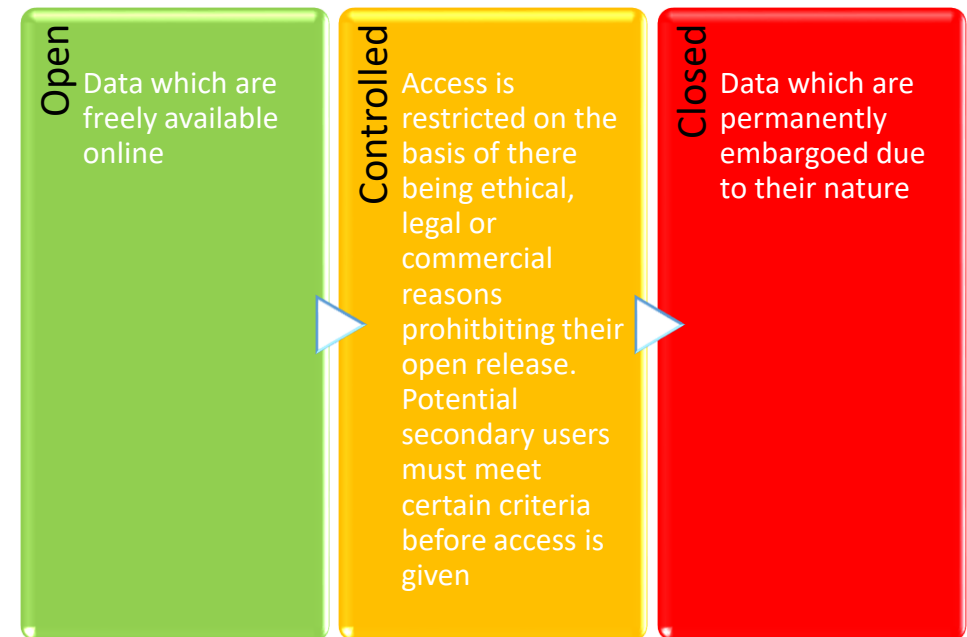 Open
Data which are
freely available
online
Controlled
Access is
restricted on the
basis of there
being ethical,
legal or
commercial
reasons
prohitbiting their
open release.
Potential
secondary users
must meet
certain criteria
before access is
given
Closed
Data which are
permanently
embargoed due
to their nature